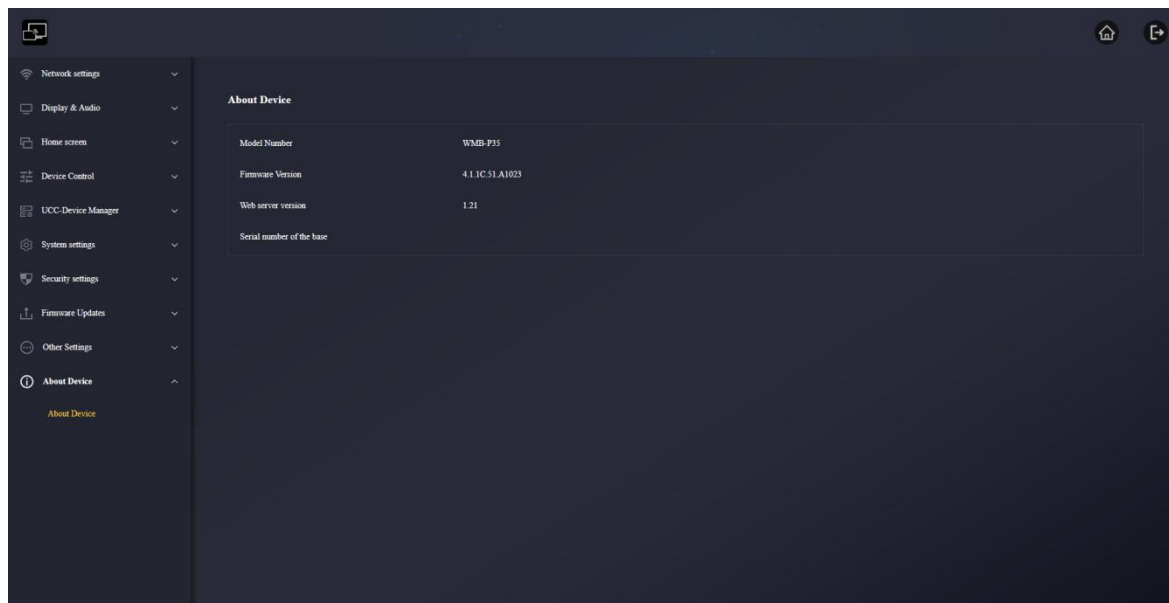 Network settings
Display & Audio
Home screen
Device Control
UCC-Device Manager
System settings
Security settings
Firmware Updates
Other Settings
About Device
About Device
About Device
Model Number WMB-P35
Firmware Version 4.1.1C.51.A1023
Web server version 1.21
Serial number of the base